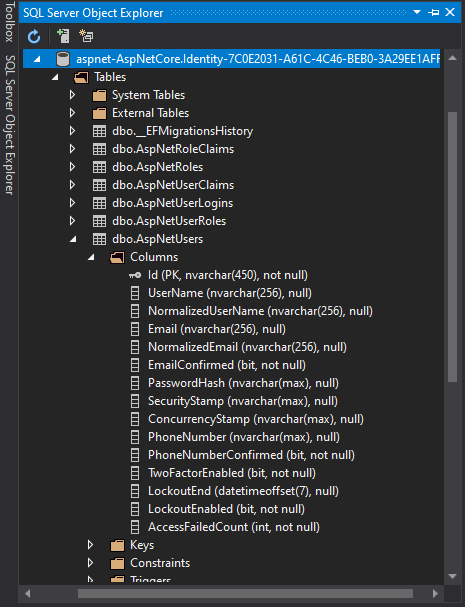 SQL Server Object Explorer
Toolbox
SQL Server Object Explorer
aspnet-AspNetCore.Identity-7C0E2031-A61C-4C46-BEB0-3A29EE1AFF
Tables
System Tables
External Tables
dbo.__EFMigrationsHistory
dbo.AspNetRoleClaims
dbo.AspNetRoles
dbo.AspNetUserClaims
dbo.AspNetUserLogins
dbo.AspNetUserRoles
dbo.AspNetUsers
Columns
Id (PK, nvarchar(450), not null)
UserName (nvarchar(256), null)
NormalizedUserName (nvarchar(256), null)
Email (nvarchar(256), null)
NormalizedEmail (nvarchar(256), null)
EmailConfirmed (bit, not null)
PasswordHash (nvarchar(max), null)
SecurityStamp (nvarchar(max), null)
ConcurrencyStamp (nvarchar(max), null)
PhoneNumber (nvarchar(max), null)
PhoneNumberConfirmed (bit, not null)
TwoFactorEnabled (bit, not null)
LockoutEnd (datetimeoffset(7), null)
LockoutEnabled (bit, not null)
AccessFailedCount (int, not null)
Keys
Constraints
Triggers